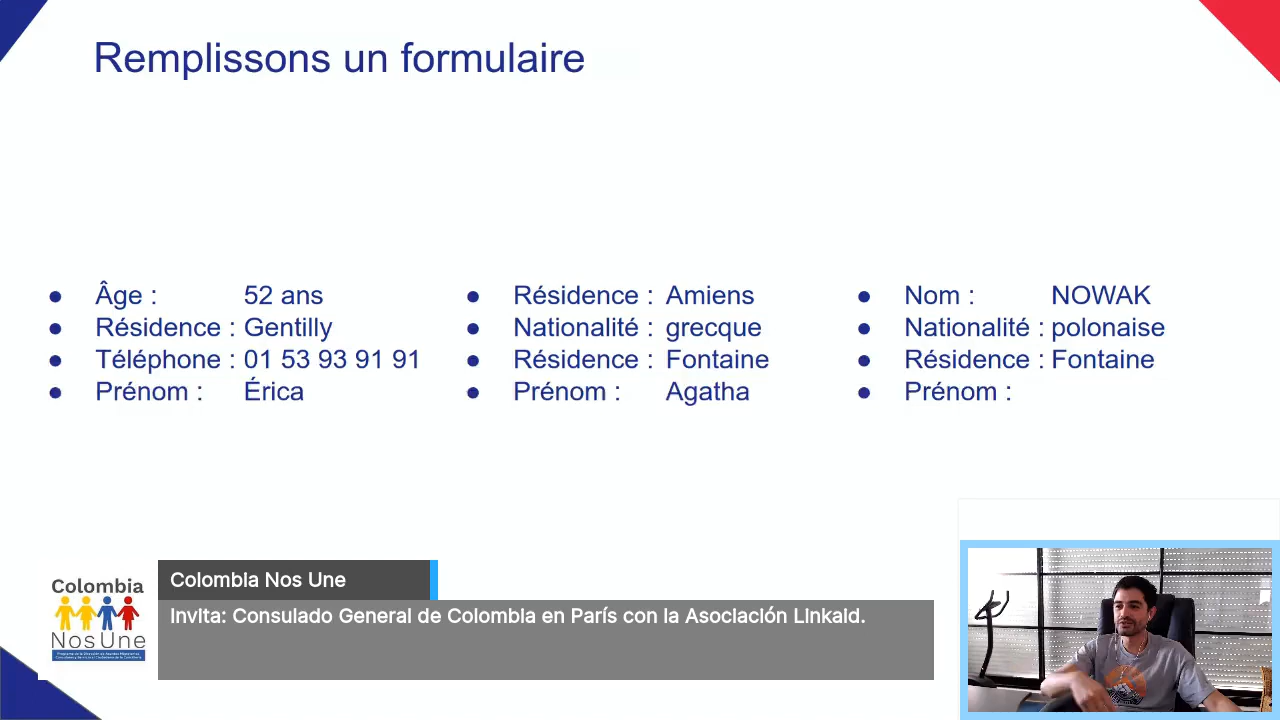 Remplissons un formulaire
● Âge : 52 ans
● Résidence : Gentilly
● Téléphone : 01 53 93 91 91
● Prénom : Érica
● Résidence : Amiens
● Nationalité : grecque
● Résidence : Fontaine
● Prénom : Agatha
● Nom : NOWAK
● Nationalité : polonaise
● Résidence : Fontaine
● Prénom :
Colombia
Nos Une
Colombia Nos Une
Invita: Consulado General de Colombia en París con la Asociación Linkaid.